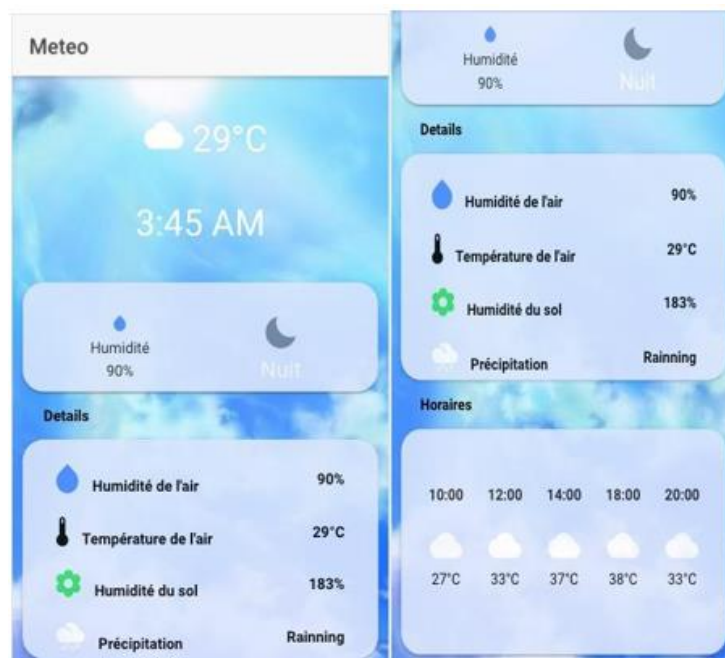 Meteo
29°C
3:45 AM
Humidité
90%
Nuit
Details
Humidité de l'air 90%
Température de l'air 29°C
Humidité du sol 183%
Précipitation Rainning
Humidité
90%
Nuit
Details
Humidité de l'air 90%
Température de l'air 29°C
Humidité du sol 183%
Précipitation Rainning
Horaires
10:00 12:00 14:00 18:00 20:00
27°C 33°C 37°C 38°C 33°C